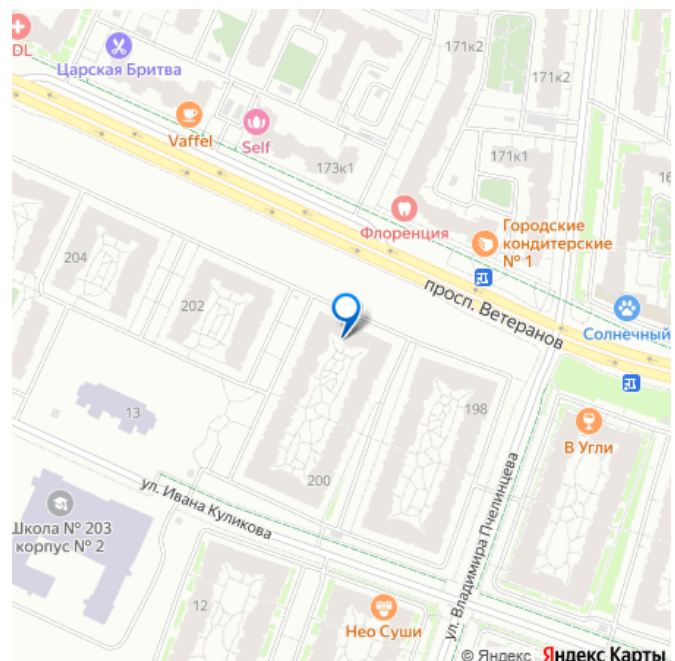 DL
Царская Бритва
171к2
171к2
Vaffel
Self
173к1
171к1
16
Флоренция
Городские
кондитерские
№ 1
204
просп. Ветеранов
202
Солнечный
198
13
В Угли
200
ул. Ивана Куликова
ул. Владимира Пчелинцева
Школа № 203
корпус № 2
12
Нео Суши
© Яндекс Яндекс Карты